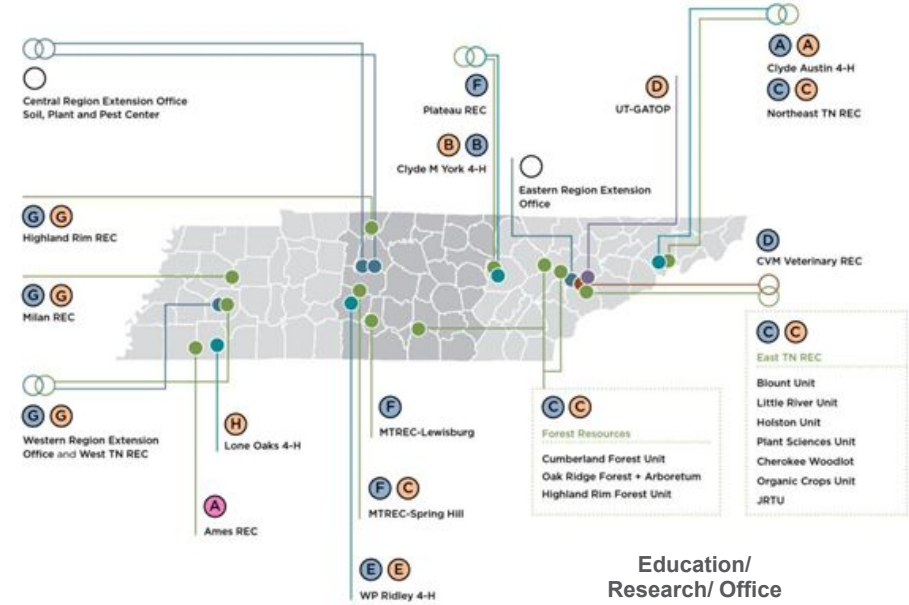 Central Region Extension Office
Soil, Plant and Pest Center
G G
Highland Rim REC
G G
Milan REC
G G
Western Region Extension
Office and West TN REC
A
Ames REC
H
Lone Oaks 4-H
F
MTREC-Lewisburg
F C
MTREC-Spring Hill
E E
WP Ridley 4-H
F
Plateau REC
B B
Clyde M York 4-H
Eastern Region Extension
Office
D
UT-GATOP
A A
Clyde Austin 4-H
C C
Northeast TN REC
D
CVM Veterinary REC
C C
East TN REC
Blount Unit
Little River Unit
Holston Unit
Plant Sciences Unit
Cherokee Woodlot
Organic Crops Unit
JRTU
C C
Forest Resources
Cumberland Forest Unit
Oak Ridge Forest + Arboretum
Highland Rim Forest Unit
Education/
Research/ Office